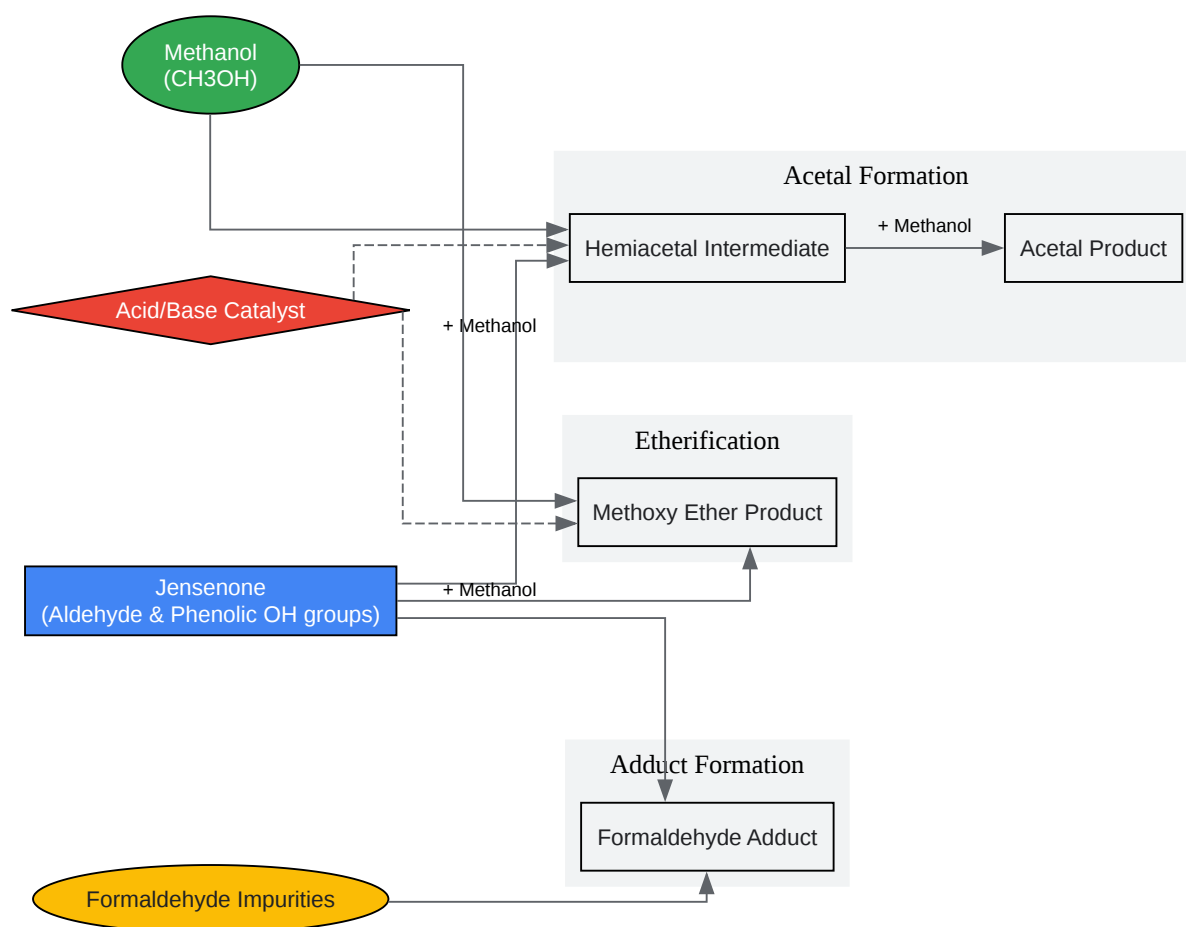 Methanol
(CH3OH)
Acetal Formation
+ Methanol
Hemiacetal Intermediate
Acetal Product
Acid/Base Catalyst
+ Methanol
Etherification
Methoxy Ether Product
Jensenone
(Aldehyde & Phenolic OH groups)
+ Methanol
Adduct Formation
Formaldehyde Adduct
Formaldehyde Impurities